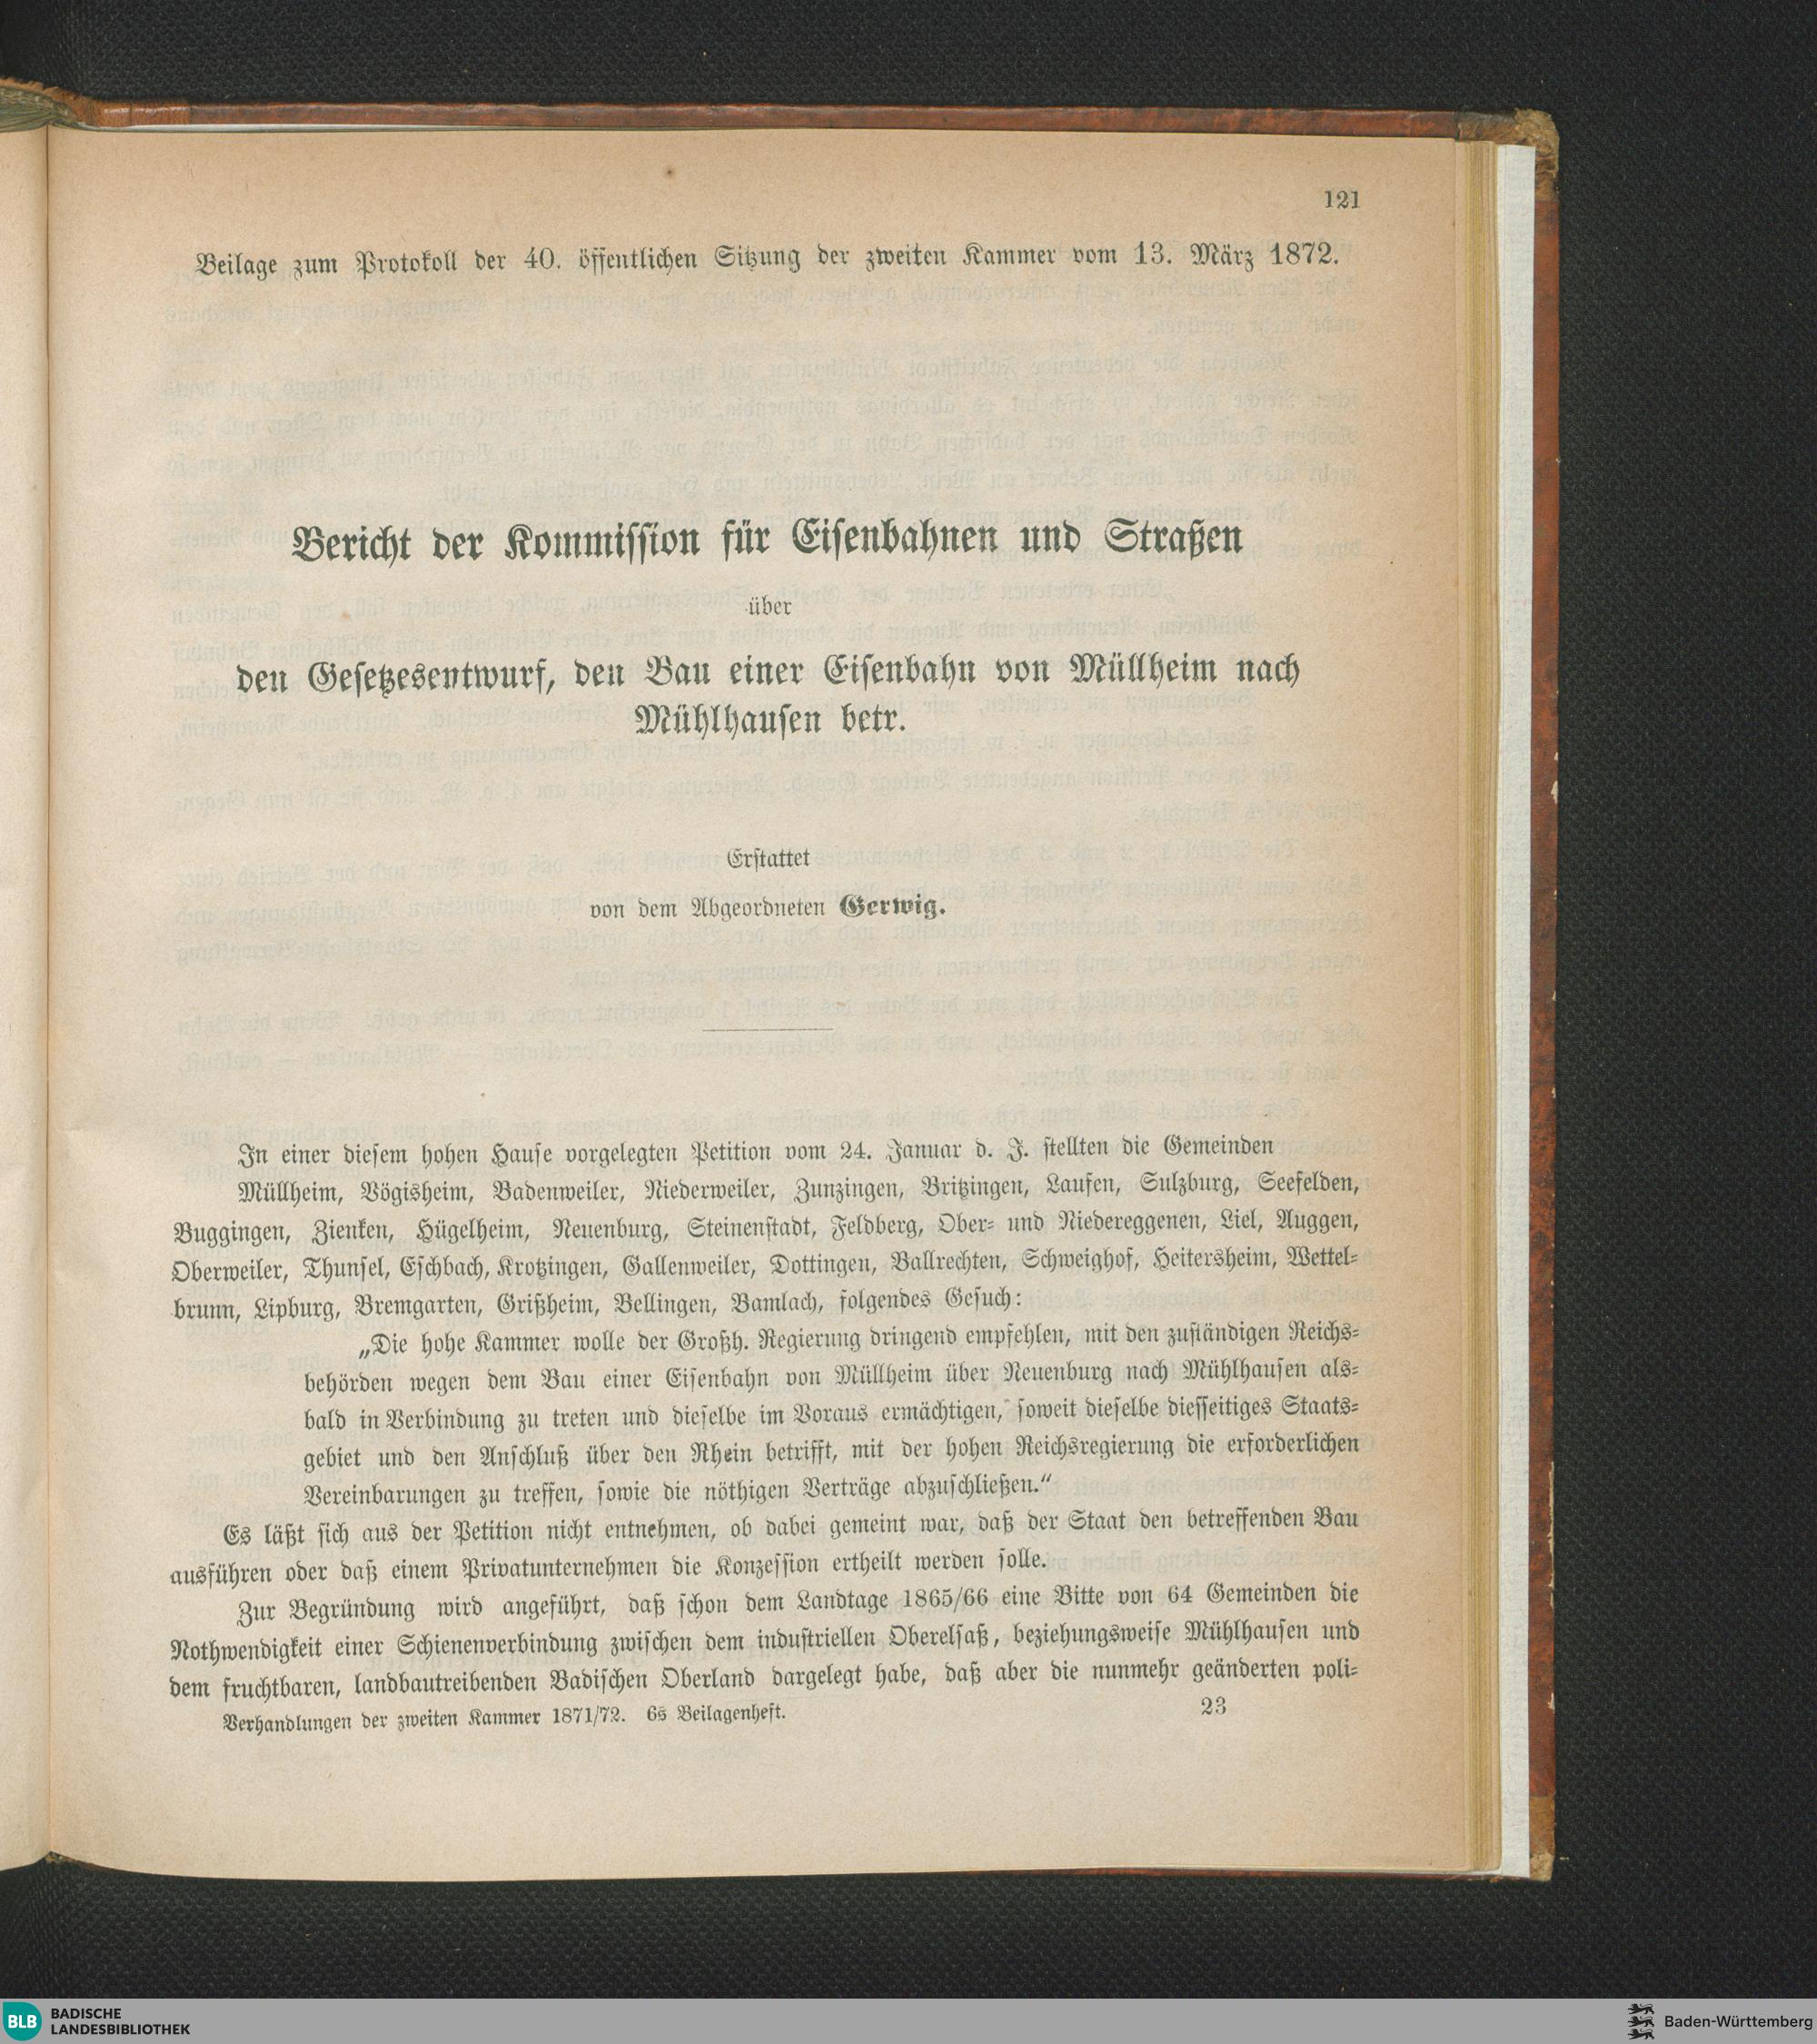 121
Beilage zum Protokoll der 40. öffentlichen Sitzung der zweiten Kammer vom 13. März 1872.
Bericht der Kommission für Eisenbahnen und Straßen
über
den Gesetzesentwurf, den Bau einer Eisenbahn von Müllheim nach
Mühlhausen betr.
Erstattet
von dem Abgeordneten Gerwig.
In einer diesem hohen Hause vorgelegten Petition vom 24. Januar d. J. stellten die Gemeinden
Müllheim, Vögisheim, Badenweiler, Niederweiler, Zunzingen, Britzingen, Laufen, Sulzburg, Seefelden,
Buggingen, Zienken, Hügelheim, Neuenburg, Steinenstadt, Feldberg, Ober- und Niedereggenen, Liel, Auggen,
Oberweiler, Thunsel, Eschbach, Krotzingen, Gallenweiler, Dottingen, Ballrechten, Schweighof, Heitersheim, Wettel-
brunn, Lipburg, Bremgarten, Grißheim, Bellingen, Bamlach, folgendes Gesuch:
„Die hohe Kammer wolle der Großh. Regierung dringend empfehlen, mit den zuständigen Reichs-
behörden wegen dem Bau einer Eisenbahn von Müllheim über Neuenburg nach Mühlhausen als-
bald in Verbindung zu treten und dieselbe im Voraus ermächtigen, soweit dieselbe diesseitiges Staats-
gebiet und den Anschluß über den Rhein betrifft, mit der hohen Reichsregierung die erforderlichen
Vereinbarungen zu treffen, sowie die nöthigen Verträge abzuschließen.“
Es läßt sich aus der Petition nicht entnehmen, ob dabei gemeint war, daß der Staat den betreffenden Bau
ausführen oder daß einem Privatunternehmen die Konzession ertheilt werden solle.
Zur Begründung wird angeführt, daß schon dem Landtage 1865/66 eine Bitte von 64 Gemeinden die
Nothwendigkeit einer Schienenverbindung zwischen dem industriellen Oberelsaß, beziehungsweise Mühlhausen und
dem fruchtbaren, landbautreibenden Badischen Oberland dargelegt habe, daß aber die nunmehr geänderten poli-
Verhandlungen der zweiten Kammer 1871/72. 6s Beilagenheft.
23
BLB
BADISCHE
LANDESBIBLIOTHEK
Baden-Württemberg